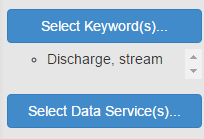 Select Keyword(s)...
Discharge, stream
Select Data Service(s)...